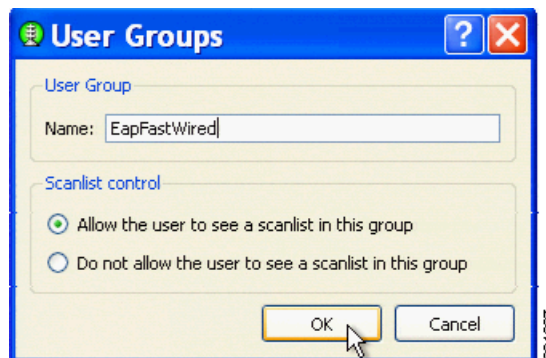 User Groups
?
User Group
Name: EapFastWired
Scanlist control
Allow the user to see a scanlist in this group
Do not allow the user to see a scanlist in this group
OK
Cancel